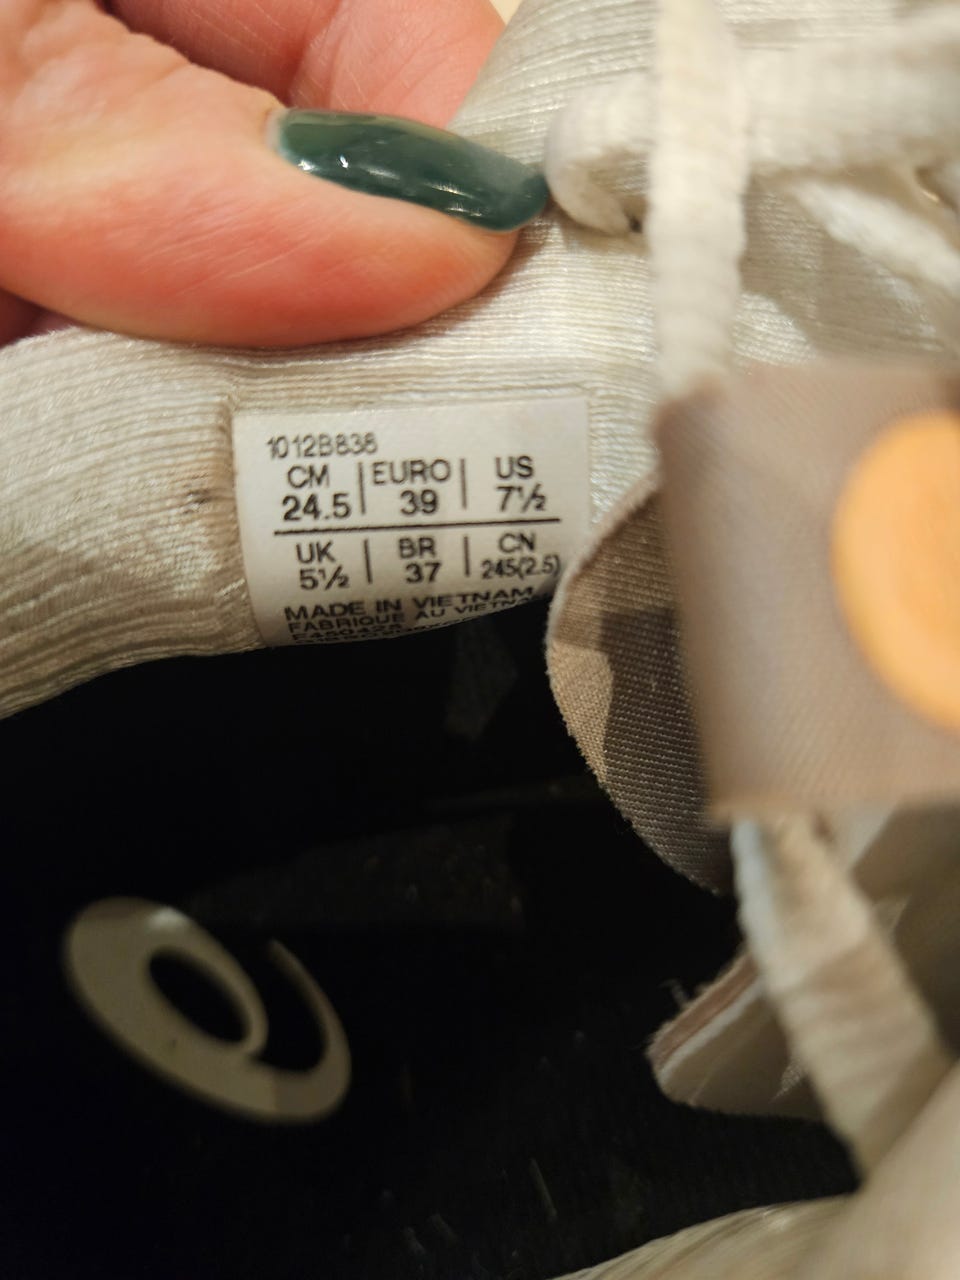 1012B838
CM | EURO | US
24.5 | 39 | 7½
UK | BR | CN
5½ | 37 | 245(2.5)
MADE IN VIETNAM
FABRIQUE AU VIETNA